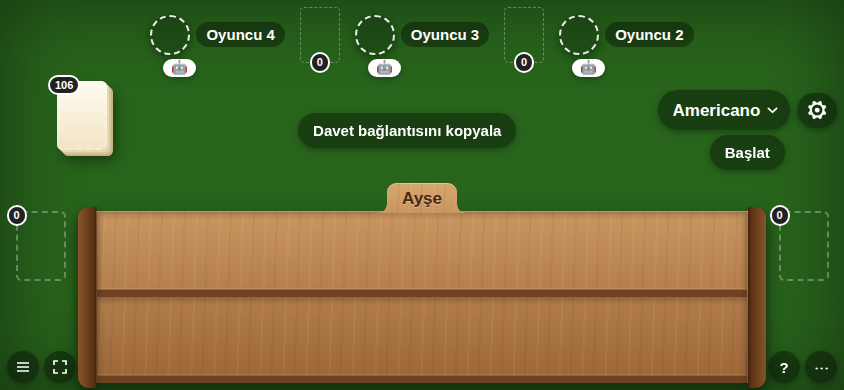 Oyuncu 4
Oyuncu 3
Oyuncu 2
0
0
106
Americano
Davet bağlantısını kopyala
Başlat
Ayşe
0
0
?
...